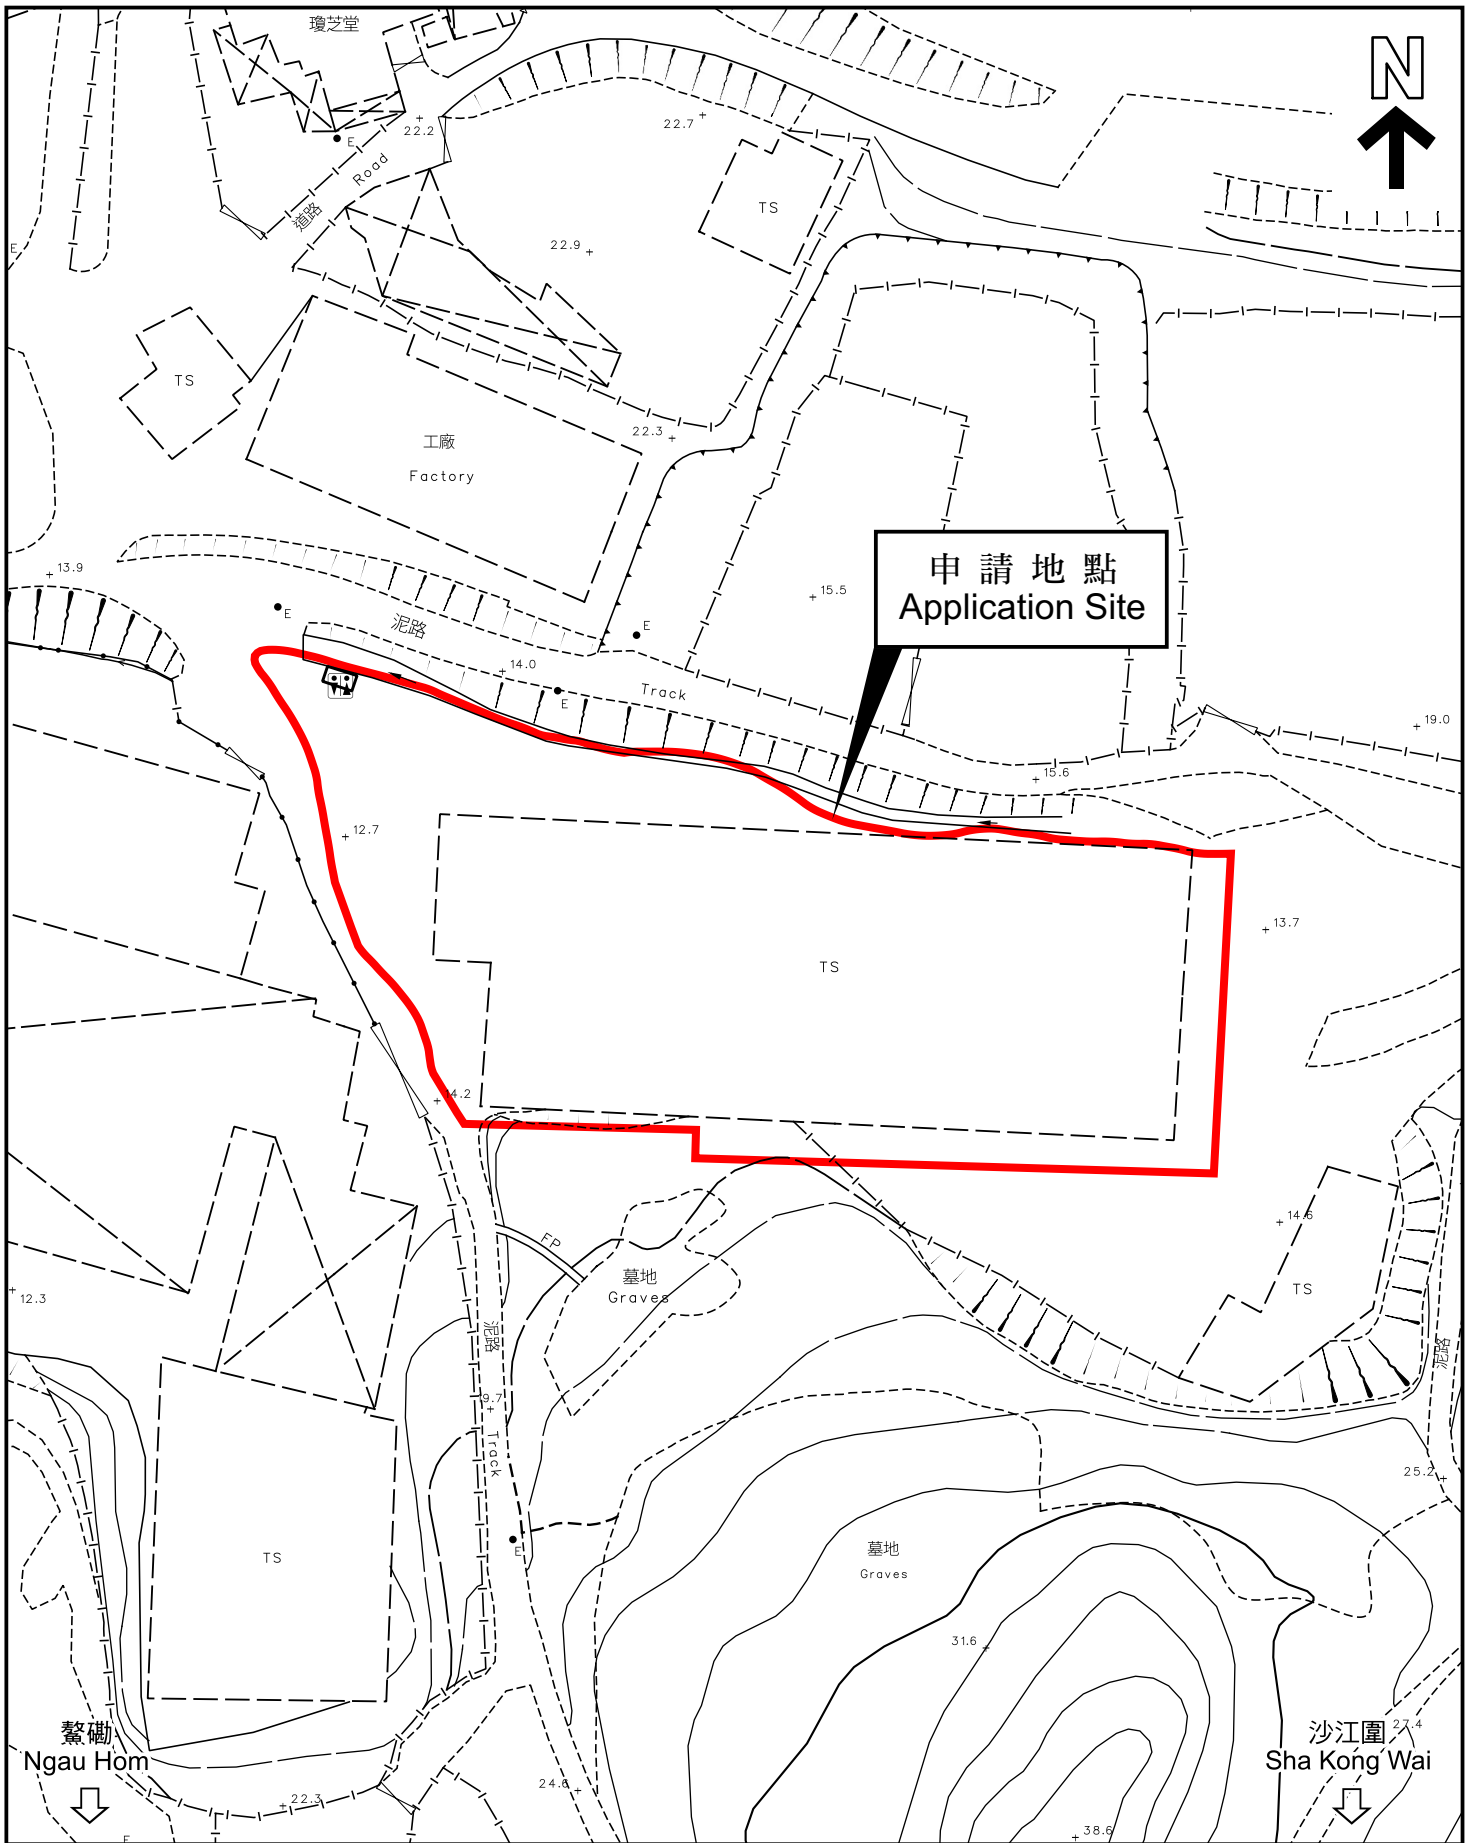 瓊芝堂
N
22.2
22.7
E
Road
道路
TS
22.9
E
TS
22.3
工廠
Factory
13.9
申請地點
Application Site
15.5
E
E
泥路
14.0
E
Track
19.0
15.6
12.7
13.7
TS
14.2
14.6
FP
墓地
Graves
TS
12.3
泥路
泥路
9.7
Track
25.2
E
TS
墓地
Graves
31.6
鰲磡
Ngau Hom
沙江圍
27.4
Sha Kong Wai
24.6
22.3
38.6
E